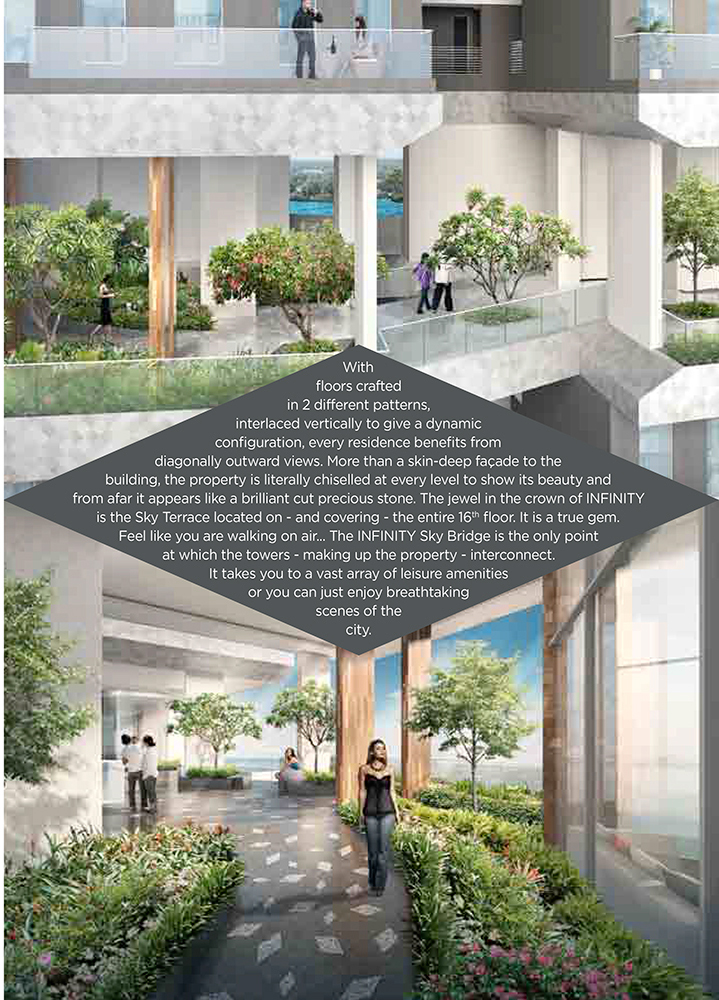 With
floors crafted
in 2 different patterns,
interlaced vertically to give a dynamic
configuration, every residence benefits from
diagonally outward views. More than a skin-deep façade to the
building, the property is literally chiselled at every level to show its beauty and
from afar it appears like a brilliant cut precious stone. The jewel in the crown of INFINITY
is the Sky Terrace located on - and covering - the entire 16th floor. It is a true gem.
Feel like you are walking on air... The INFINITY Sky Bridge is the only point
at which the towers - making up the property - interconnect.
It takes you to a vast array of leisure amenities
or you can just enjoy breathtaking
scenes of the
city.